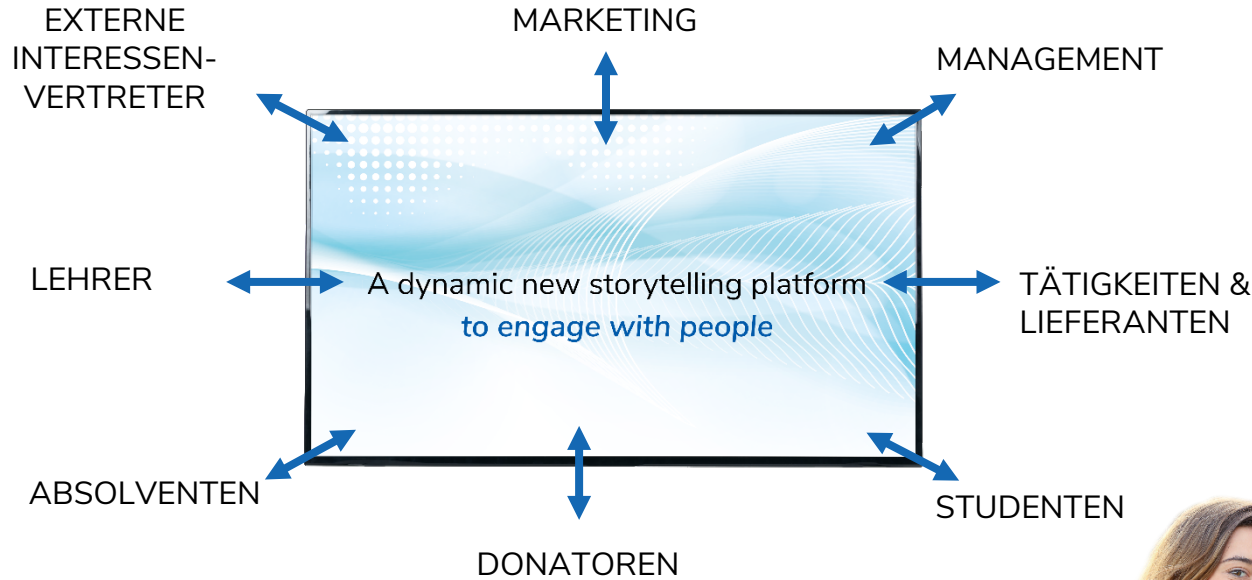 EXTERNE
INTERESSEN-
VERTRETER
MARKETING
MANAGEMENT
LEHRER
A dynamic new storytelling platform
to engage with people
TÄTIGKEITEN &
LIEFERANTEN
ABSOLVENTEN
DONATOREN
STUDENTEN